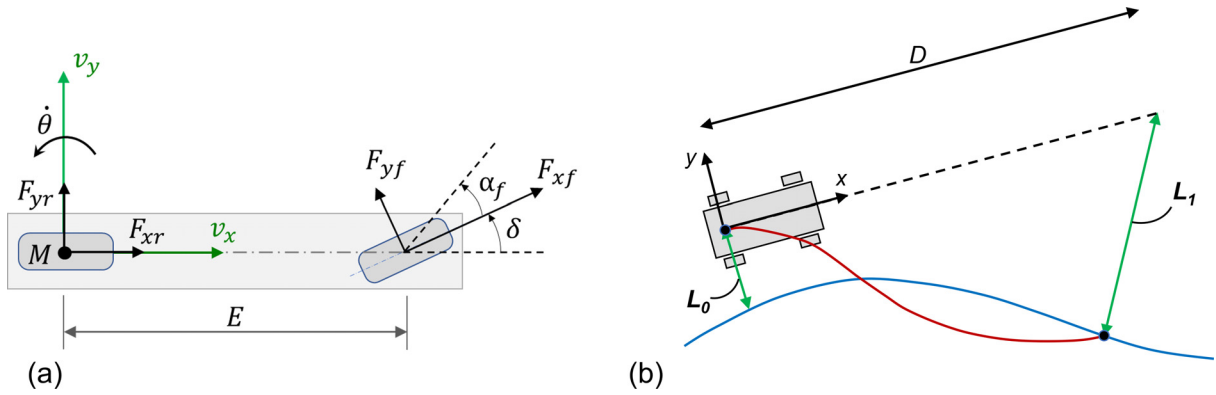 v_y
θ̇
F_yr
M
F_xr
v_x
F_yf
α_f
F_xf
δ
E
(a)
D
y
x
L_0
L_1
(b)